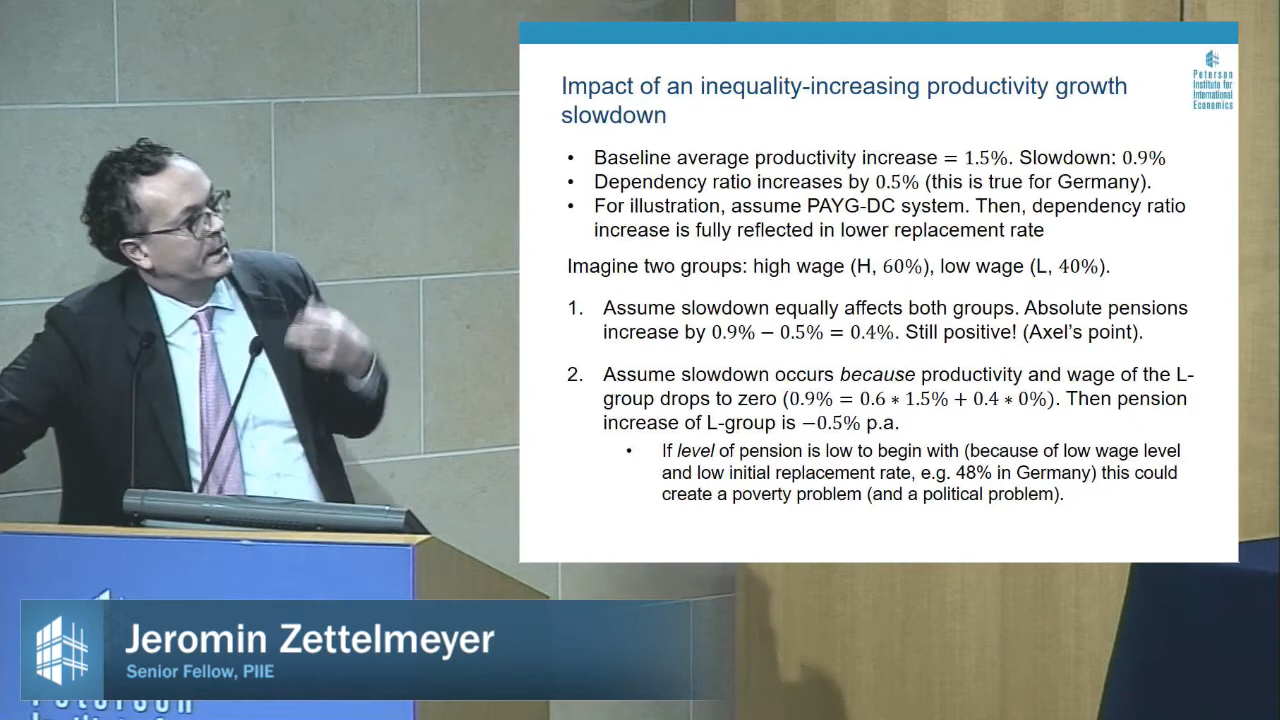 Impact of an inequality-increasing productivity growth
slowdown
Peterson
Institute for
International
Economics
• Baseline average productivity increase = 1.5%. Slowdown: 0.9%
• Dependency ratio increases by 0.5% (this is true for Germany).
• For illustration, assume PAYG-DC system. Then, dependency ratio
increase is fully reflected in lower replacement rate
Imagine two groups: high wage (H, 60%), low wage (L, 40%).
1. Assume slowdown equally affects both groups. Absolute pensions
increase by 0.9% − 0.5% = 0.4%. Still positive! (Axel's point).
2. Assume slowdown occurs because productivity and wage of the L-
group drops to zero (0.9% = 0.6 * 1.5% + 0.4 * 0%). Then pension
increase of L-group is −0.5% p.a.
• If level of pension is low to begin with (because of low wage level
and low initial replacement rate, e.g. 48% in Germany) this could
create a poverty problem (and a political problem).
Jeromin Zettelmeyer
Senior Fellow, PIIE
Peterson